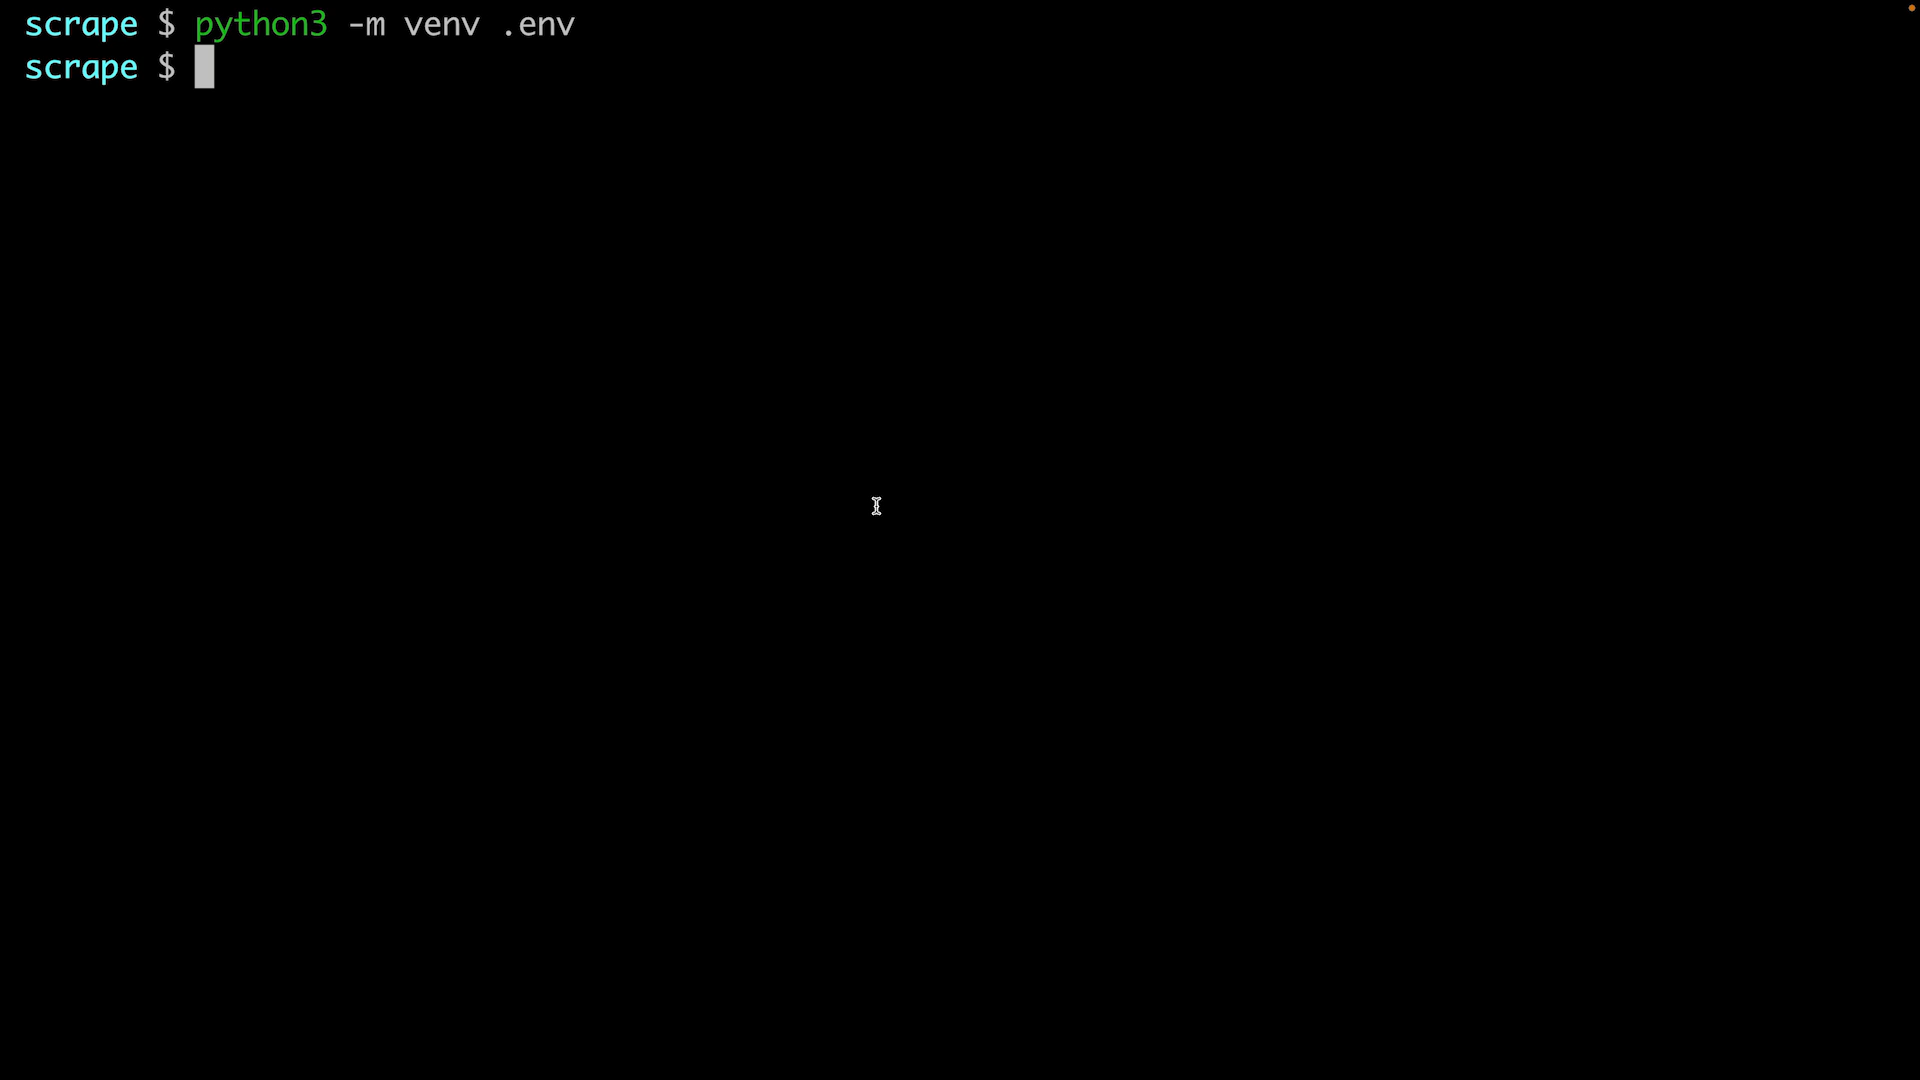 scrape $ python3 -m venv .env
scrape $